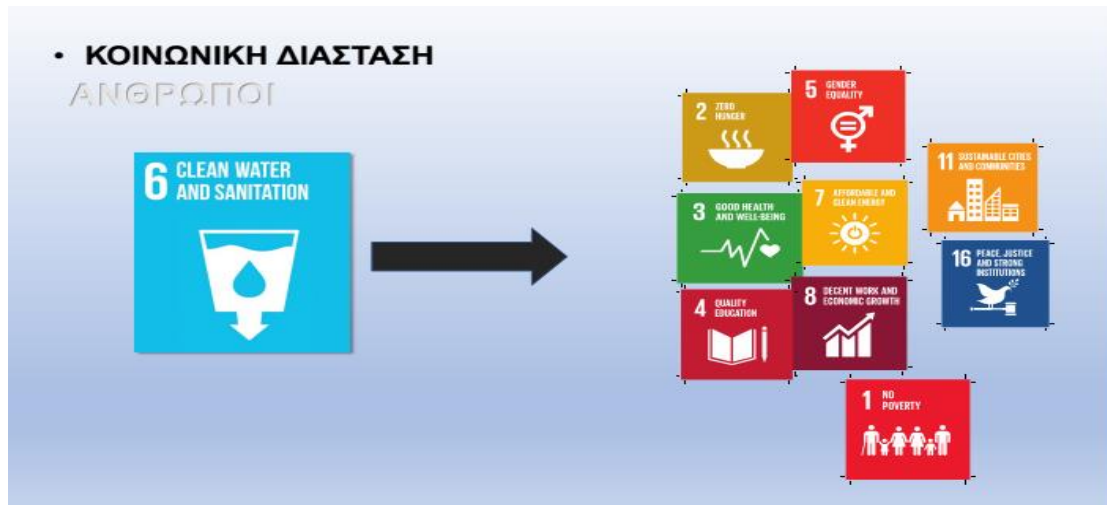 • ΚΟΙΝΩΝΙΚΗ ΔΙΑΣΤΑΣΗ
ΑΝΘΡΩΠΟΙ
6 CLEAN WATER
AND SANITATION
2 ZERO
HUNGER
5 GENDER
EQUALITY
3 GOOD HEALTH
AND WELL-BEING
7 AFFORDABLE AND
CLEAN ENERGY
4 QUALITY
EDUCATION
8 DECENT WORK AND
ECONOMIC GROWTH
11 SUSTAINABLE CITIES
AND COMMUNITIES
16 PEACE, JUSTICE
AND STRONG
INSTITUTIONS
1 NO
POVERTY